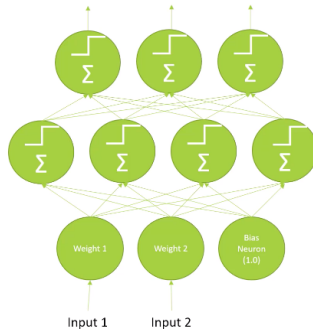 Σ
Σ
Σ
Σ
Σ
Σ
Σ
Weight 1
Weight 2
Bias
Neuron
(1.0)
Input 1
Input 2